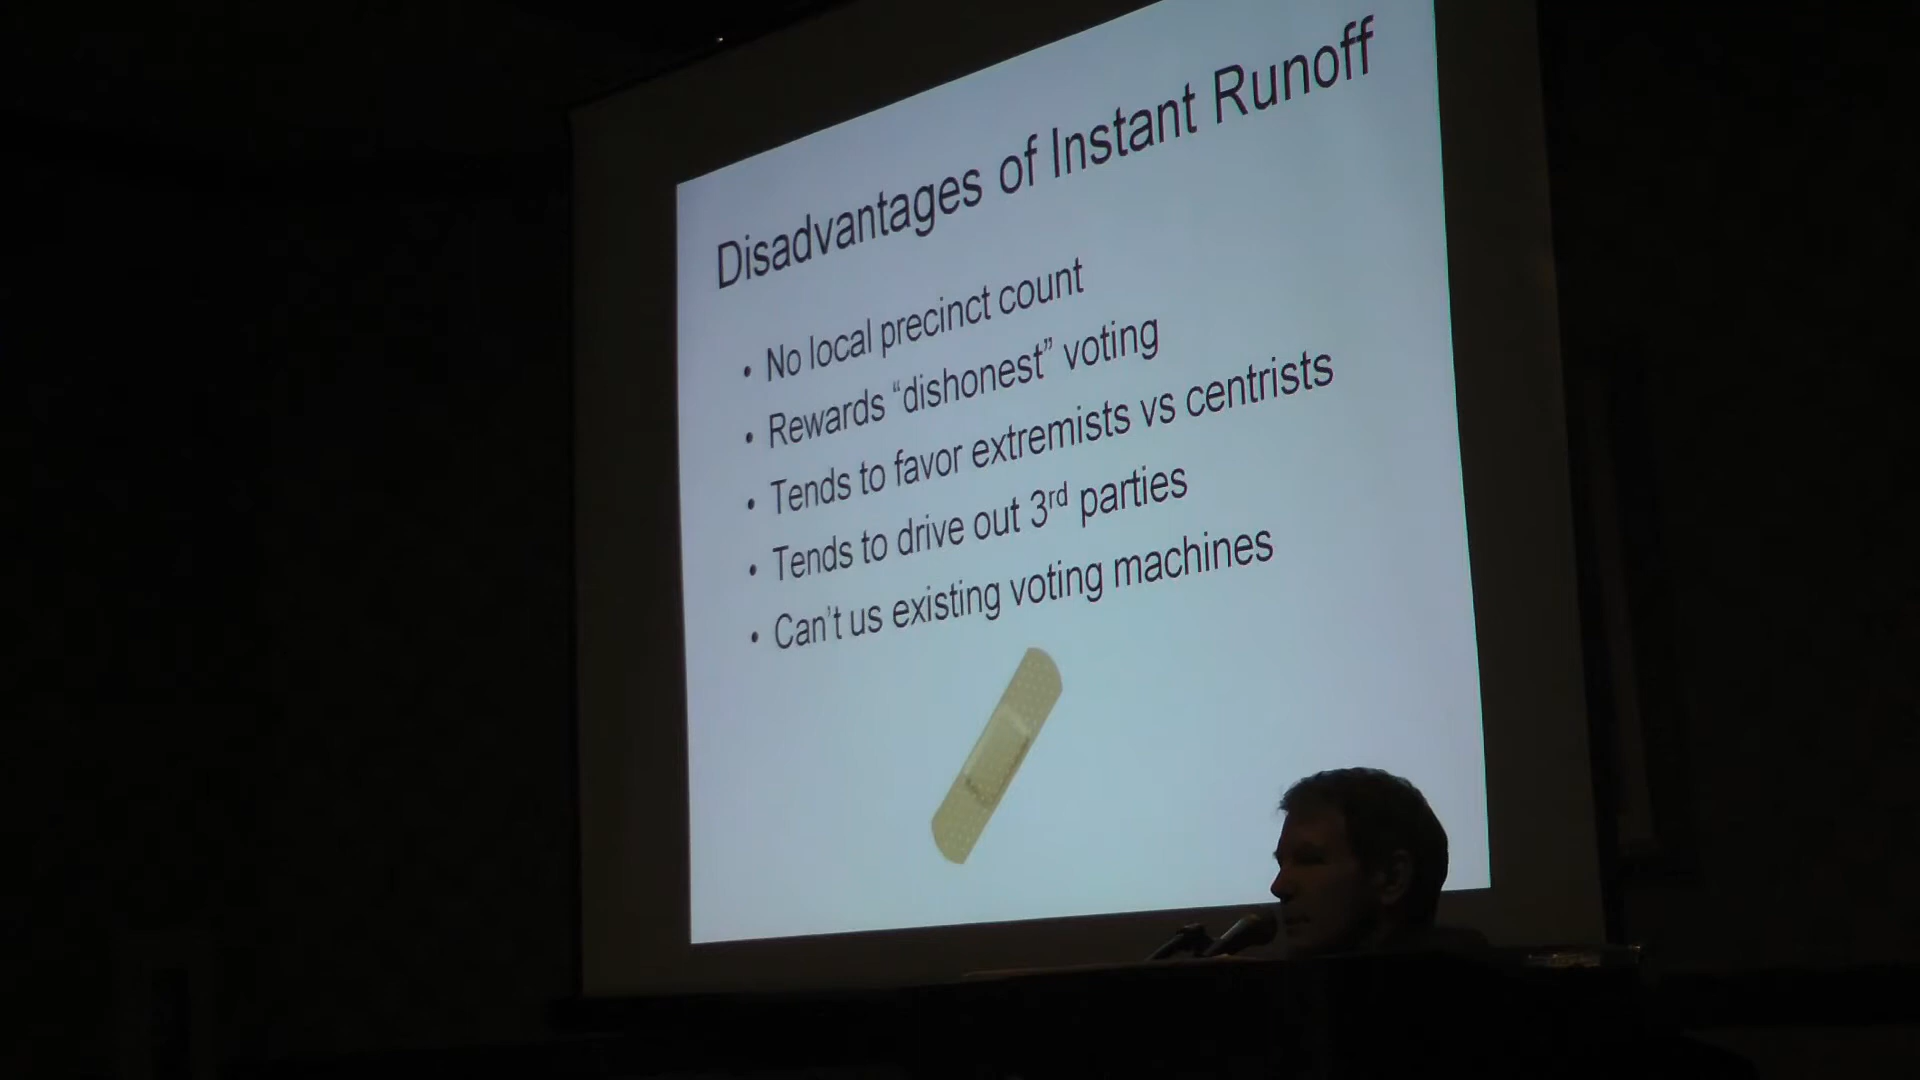 Disadvantages of Instant Runoff
• No local precinct count
• Rewards “dishonest” voting
• Tends to favor extremists vs centrists
• Tends to drive out 3rd parties
• Can’t us existing voting machines